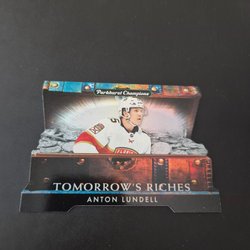 Parkhurst Champions
TOMORROW'S RICHES
ANTON LUNDELL